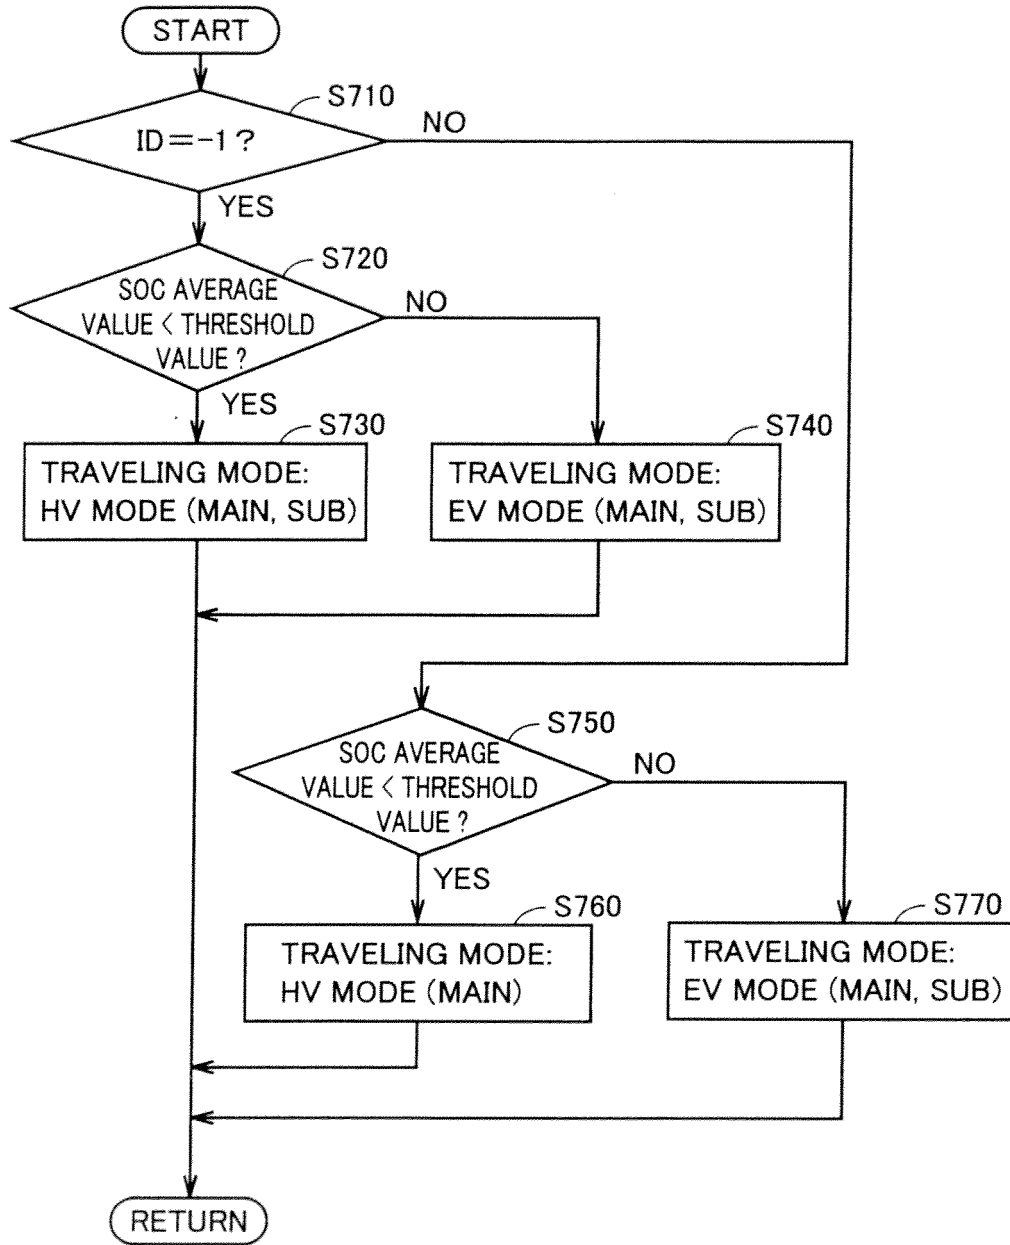 START
S710
ID=-1?
NO
YES
S720
SOC AVERAGE
VALUE < THRESHOLD
VALUE ?
NO
YES
S730
TRAVELING MODE:
HV MODE (MAIN, SUB)
S740
TRAVELING MODE:
EV MODE (MAIN, SUB)
S750
SOC AVERAGE
VALUE < THRESHOLD
VALUE ?
NO
YES
S760
TRAVELING MODE:
HV MODE (MAIN)
S770
TRAVELING MODE:
EV MODE (MAIN, SUB)
RETURN